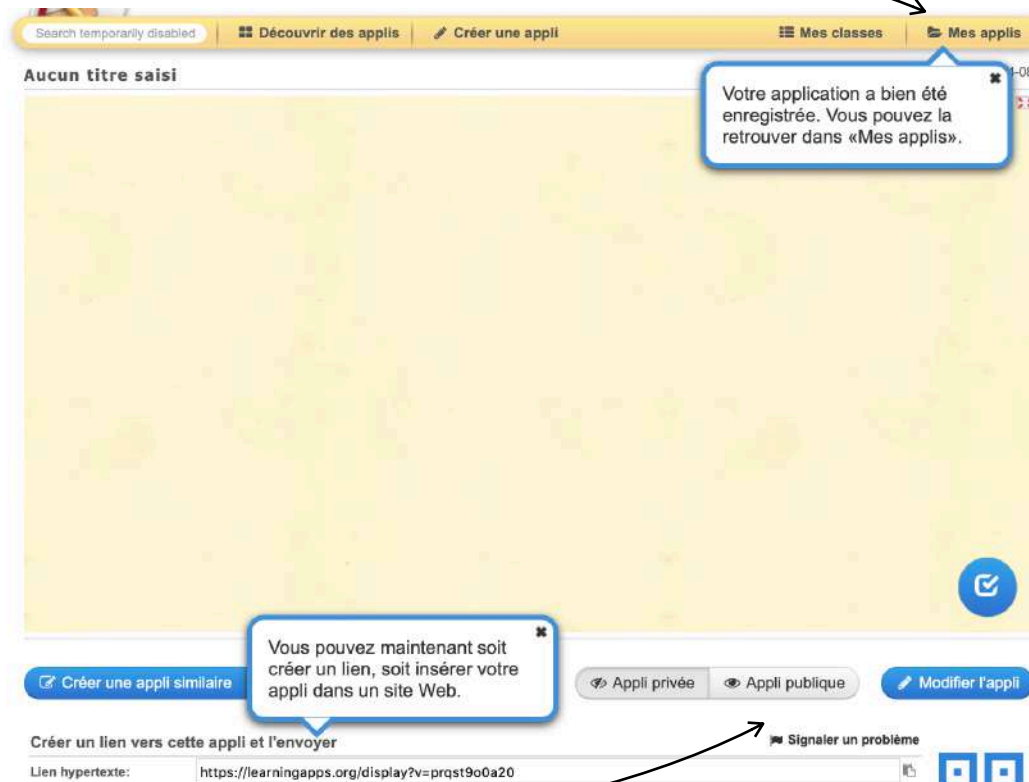 Search temporarily disabled
Découvrir des applis
Créer une appli
Mes classes
Mes applis
Aucun titre saisi
Votre application a bien été
enregistrée. Vous pouvez la
retrouver dans «Mes applis».
Vous pouvez maintenant soit
créer un lien, soit insérer votre
appli dans un site Web.
Créer une appli similaire
Appli privée
Appli publique
Modifier l'appli
Créer un lien vers cette appli et l'envoyer
Signaler un problème
Lien hypertexte:
https://learningapps.org/display?v=prqst9o0a20